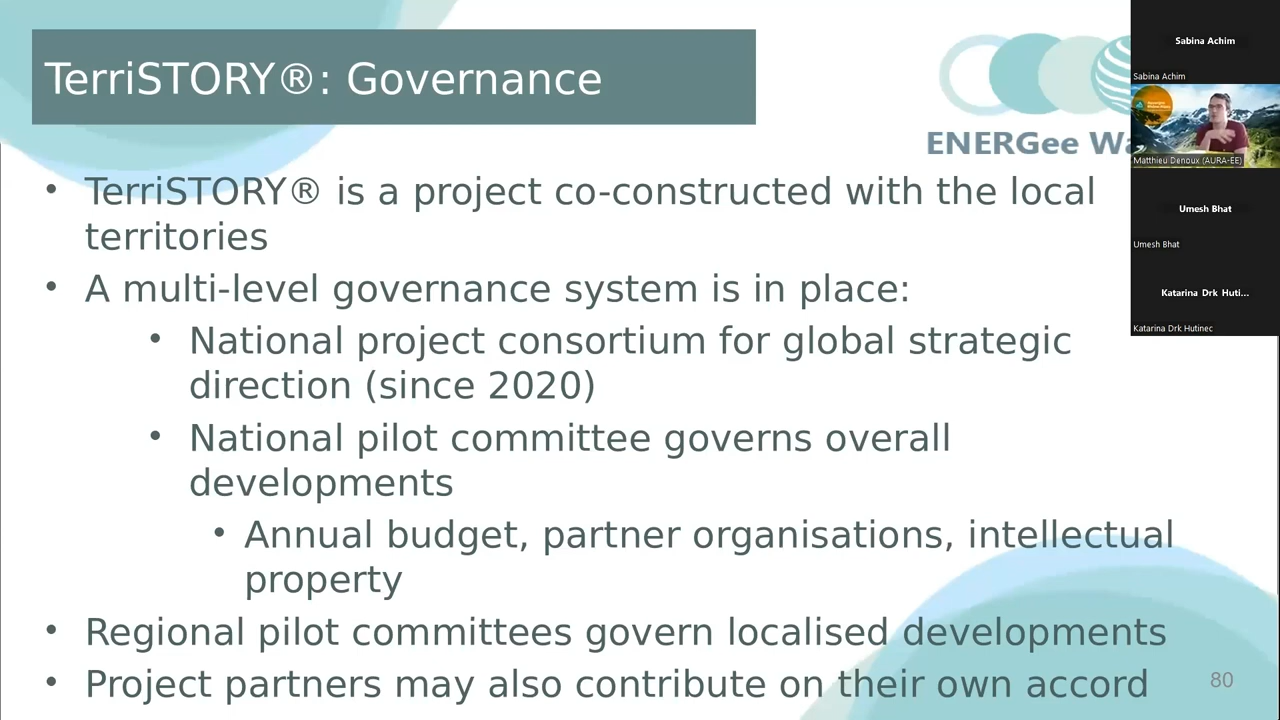 TerriSTORY®: Governance
ENERGee Wa
• TerriSTORY® is a project co-constructed with the local
territories
• A multi-level governance system is in place:
• National project consortium for global strategic
direction (since 2020)
• National pilot committee governs overall
developments
• Annual budget, partner organisations, intellectual
property
• Regional pilot committees govern localised developments
• Project partners may also contribute on their own accord
80
Sabina Achim
Sabina Achim
Matthieu Denoux (AURA-EE)
Umesh Bhat
Umesh Bhat
Katarina Drk Huti...
Katarina Drk Hutinec